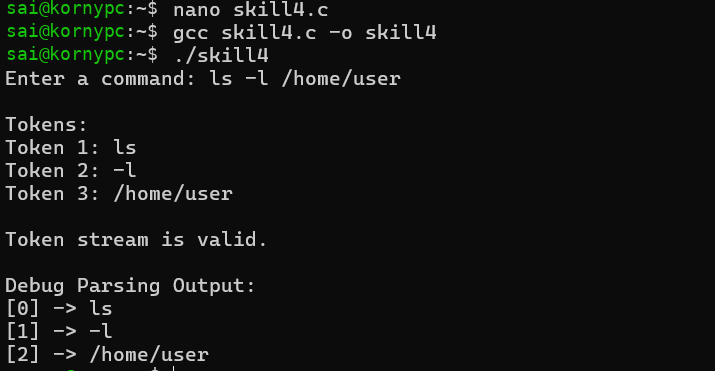 sai@kornypc:~$ nano skill4.c
sai@kornypc:~$ gcc skill4.c -o skill4
sai@kornypc:~$ ./skill4
Enter a command: ls -l /home/user
Tokens:
Token 1: ls
Token 2: -l
Token 3: /home/user
Token stream is valid.
Debug Parsing Output:
[0] -> ls
[1] -> -l
[2] -> /home/user